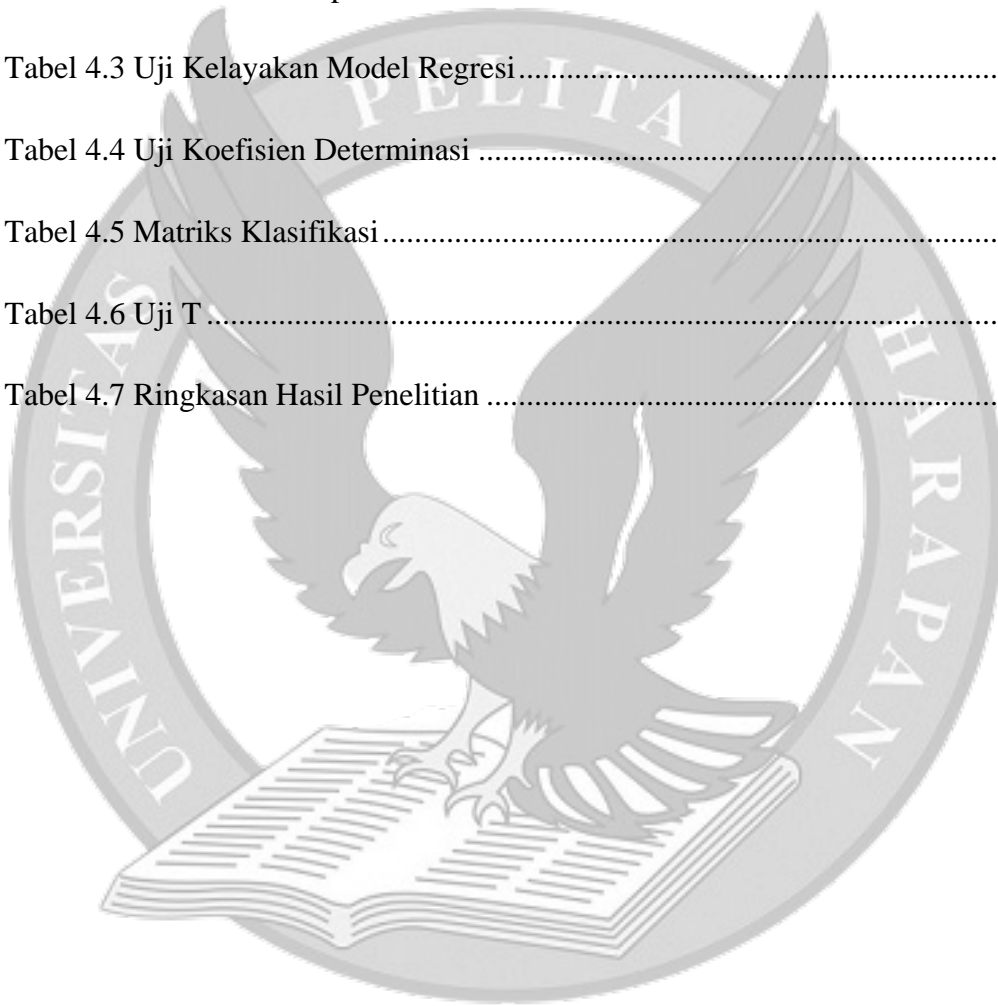 Tabel 4.3 Uji Kelayakan Model Regresi..............................................................
Tabel 4.4 Uji Koefisien Determinasi ..................................................................
Tabel 4.5 Matriks Klasifikasi..............................................................................
Tabel 4.6 Uji T ....................................................................................................
Tabel 4.7 Ringkasan Hasil Penelitian .................................................................
UNIVERSITAS PELITA HARAPAN